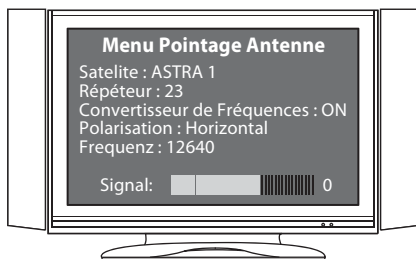 Menu Pointage Antenne
Satelite : ASTRA 1
Répéteur : 23
Convertisseur de Fréquences : ON
Polarisation : Horizontal
Frequenz : 12640
Signal: 0